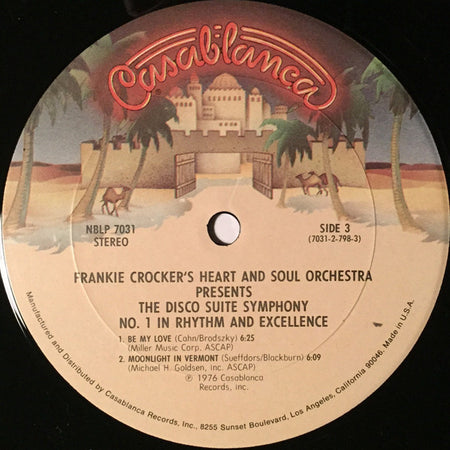 Casablanca
®
NBLP 7031
STEREO
SIDE 3
(7031-2-798-3)
FRANKIE CROCKER'S HEART AND SOUL ORCHESTRA
PRESENTS
THE DISCO SUITE SYMPHONY
NO. 1 IN RHYTHM AND EXCELLENCE
1. BE MY LOVE (Cahn/Brodszky) 6:25
(Miller Music Corp. ASCAP)
2. MOONLIGHT IN VERMONT (Sueffdors/Blackburn) 6:09
(Michael H. Goldsen, inc. ASCAP)
℗ 1976 Casablanca
Records, inc.
Manufactured and Distributed by Casablanca Records, Inc., 8255 Sunset Boulevard, Los Angeles, California 90046. Made in U.S.A.